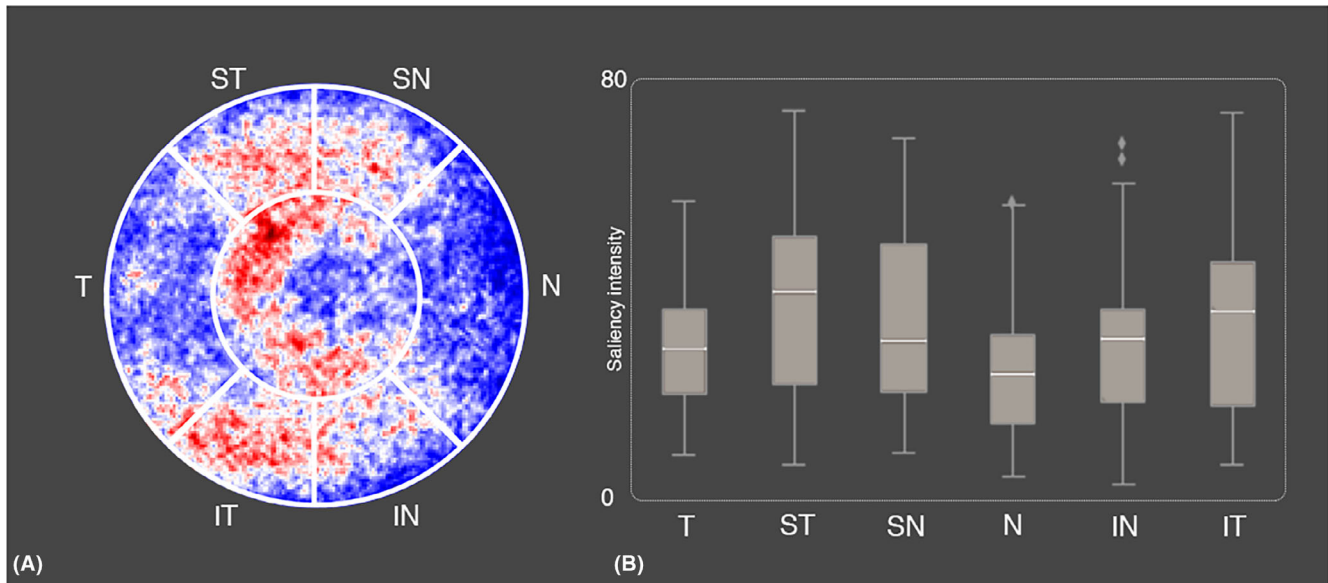 ST SN
T N
IT IN
(A)
80
Saliency intensity
0
T ST SN N IN IT
(B)